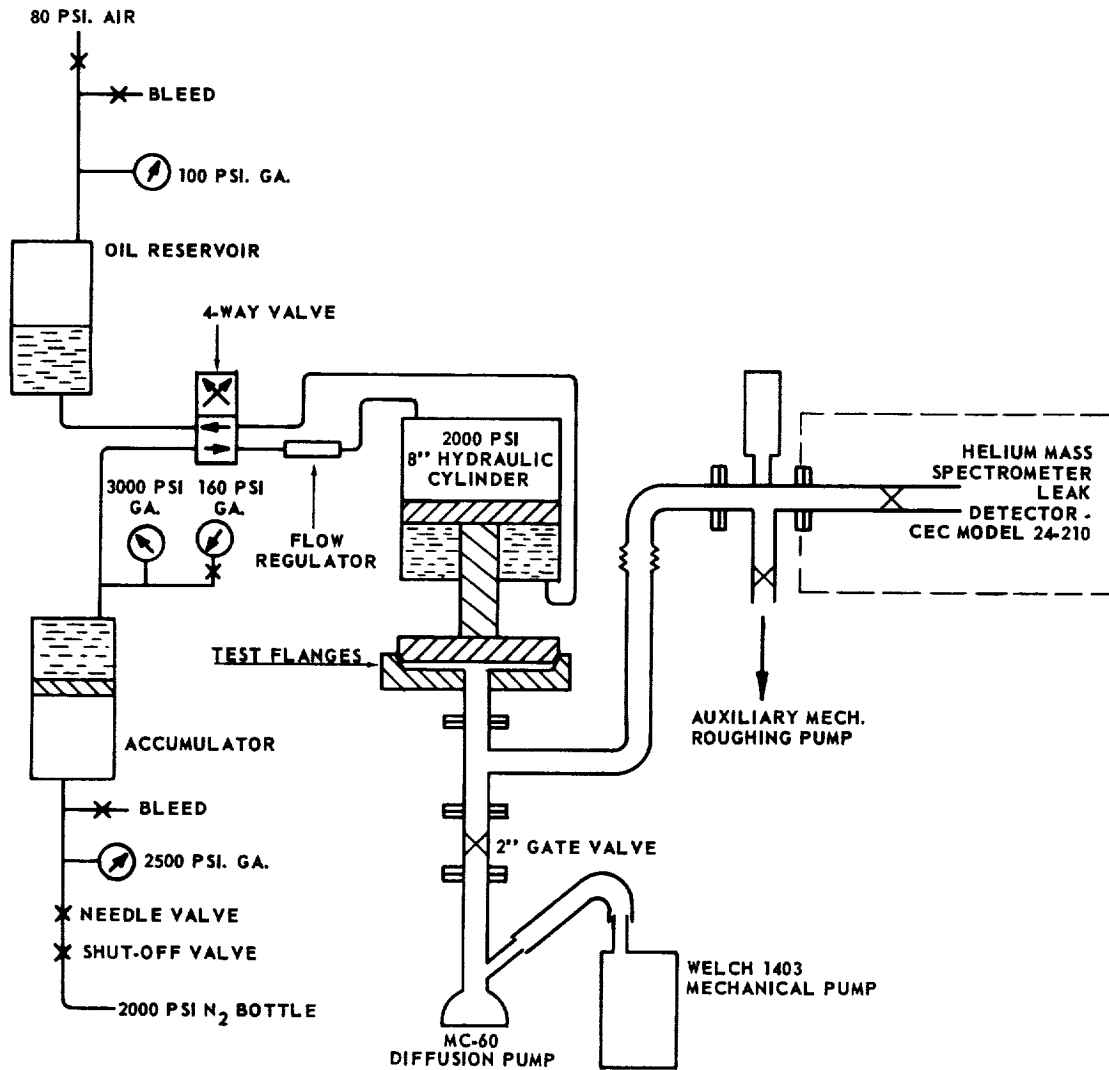 80 PSI. AIR
BLEED
100 PSI. GA.
OIL RESERVOIR
4-WAY VALVE
2000 PSI
8" HYDRAULIC
CYLINDER
3000 PSI
GA.
160 PSI
GA.
FLOW
REGULATOR
HELIUM MASS
SPECTROMETER
LEAK
DETECTOR -
CEC MODEL 24-210
TEST FLANGES
AUXILIARY MECH.
ROUGHING PUMP
ACCUMULATOR
BLEED
2500 PSI. GA.
2" GATE VALVE
NEEDLE VALVE
SHUT-OFF VALVE
2000 PSI N₂ BOTTLE
WELCH 1403
MECHANICAL PUMP
MC-60
DIFFUSION PUMP